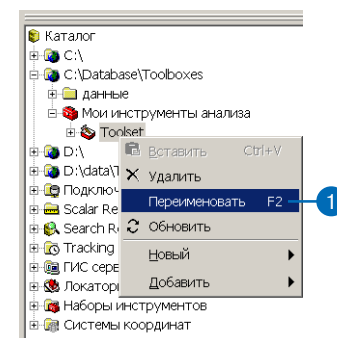 Каталог
C:\
C:\Database\Toolboxes
данные
Мои инструменты анализа
Toolset
Вставить Ctrl+V
D:\
Удалить
D:\data\T
Переименовать F2 1
Подключ
Scalar Re
Обновить
Search R
Tracking
Новый
ГИС серв
Локатор
Добавить
Наборы инструментов
Системы координат